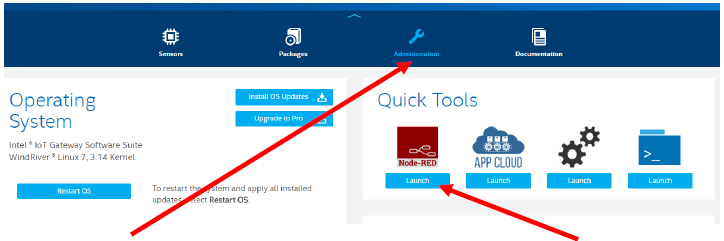 Sensors
Packages
Administration
Documentation
Operating
System
Install OS Updates
Upgrade to Pro
Intel ® IoT Gateway Software Suite
WindRiver ® Linux 7, 3.14 Kernel
Restart OS
To restart the system and apply all installed
updates, select Restart OS.
Quick Tools
Node-RED
APP CLOUD
>_
Launch
Launch
Launch
Launch